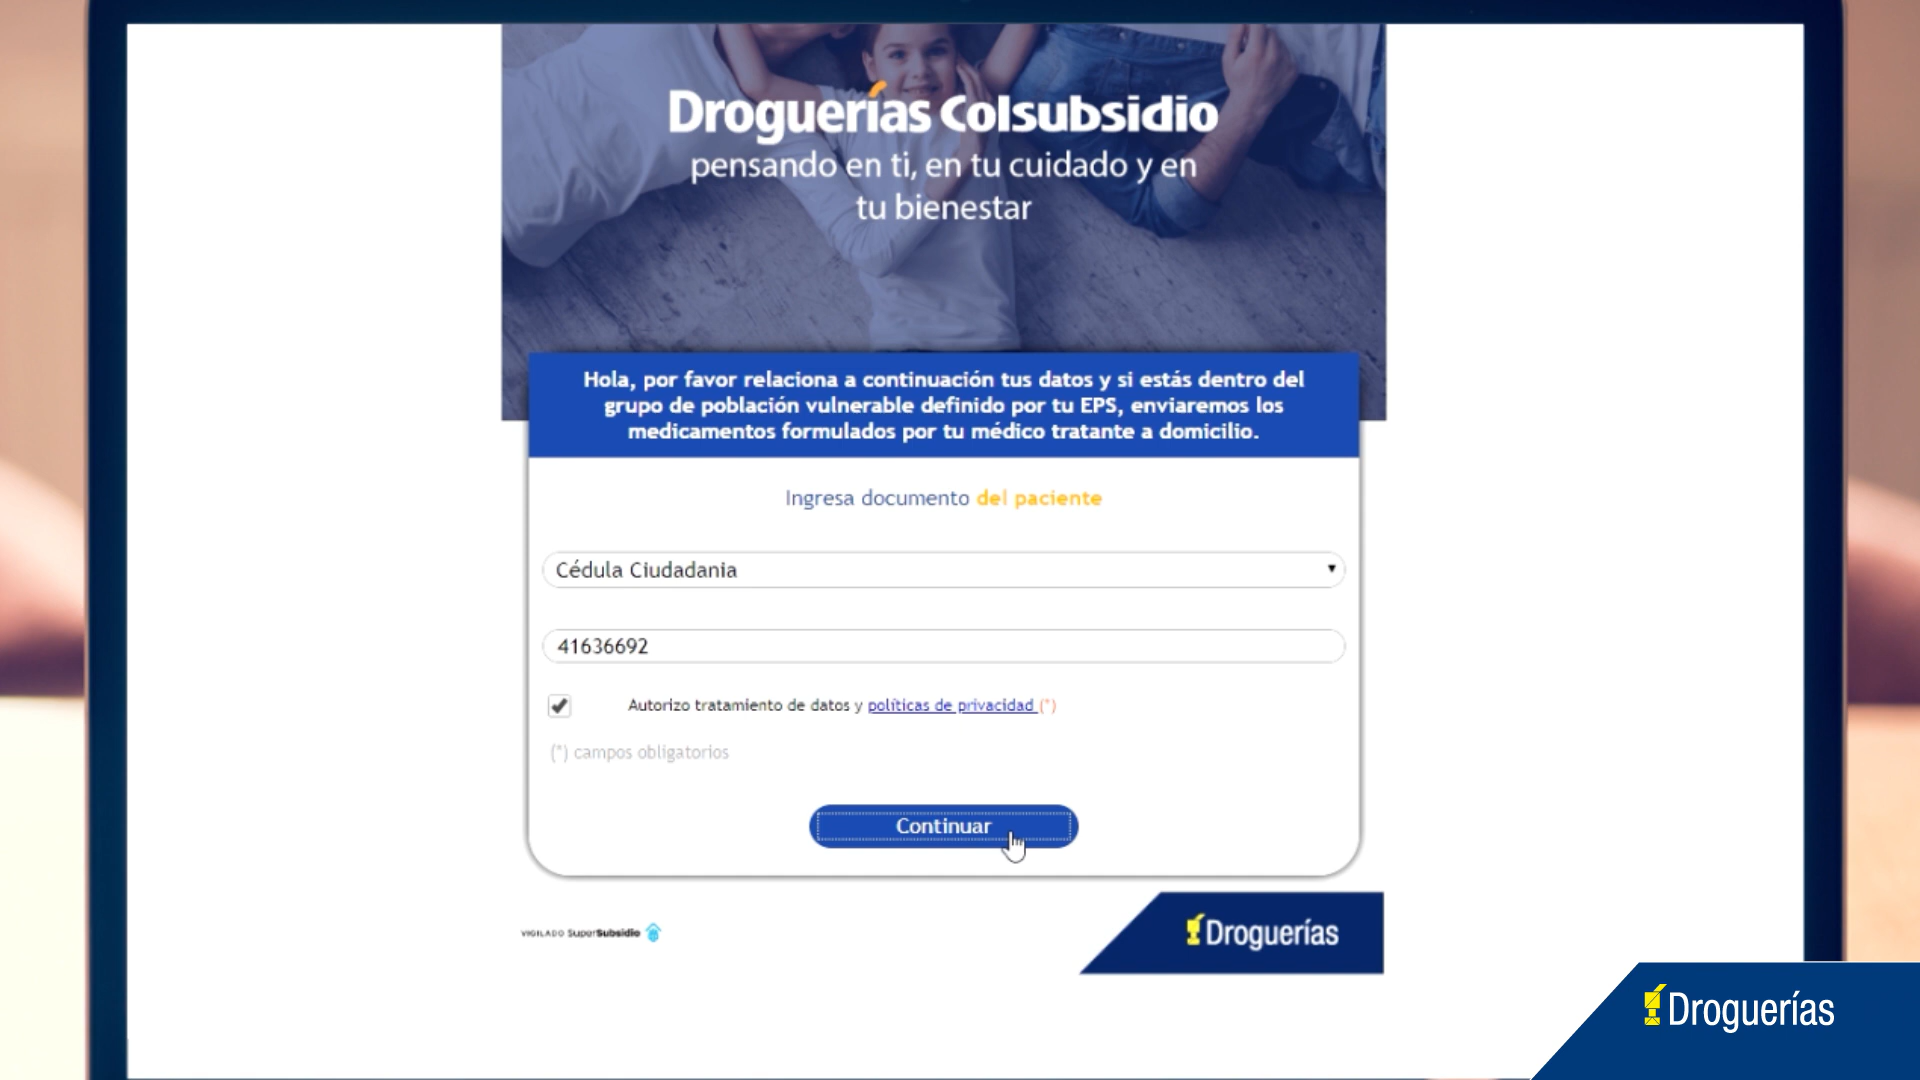 Droguerías Colsubsidio
pensando en ti, en tu cuidado y en
tu bienestar
Hola, por favor relaciona a continuación tus datos y si estás dentro del
grupo de población vulnerable definido por tu EPS, enviaremos los
medicamentos formulados por tu médico tratante a domicilio.
Ingresa documento del paciente
Cédula Ciudadania
41636692
Autorizo tratamiento de datos y políticas de privacidad (*)
(*) campos obligatorios
Continuar
VIGILADO SuperSubsidio
Droguerías
Droguerías